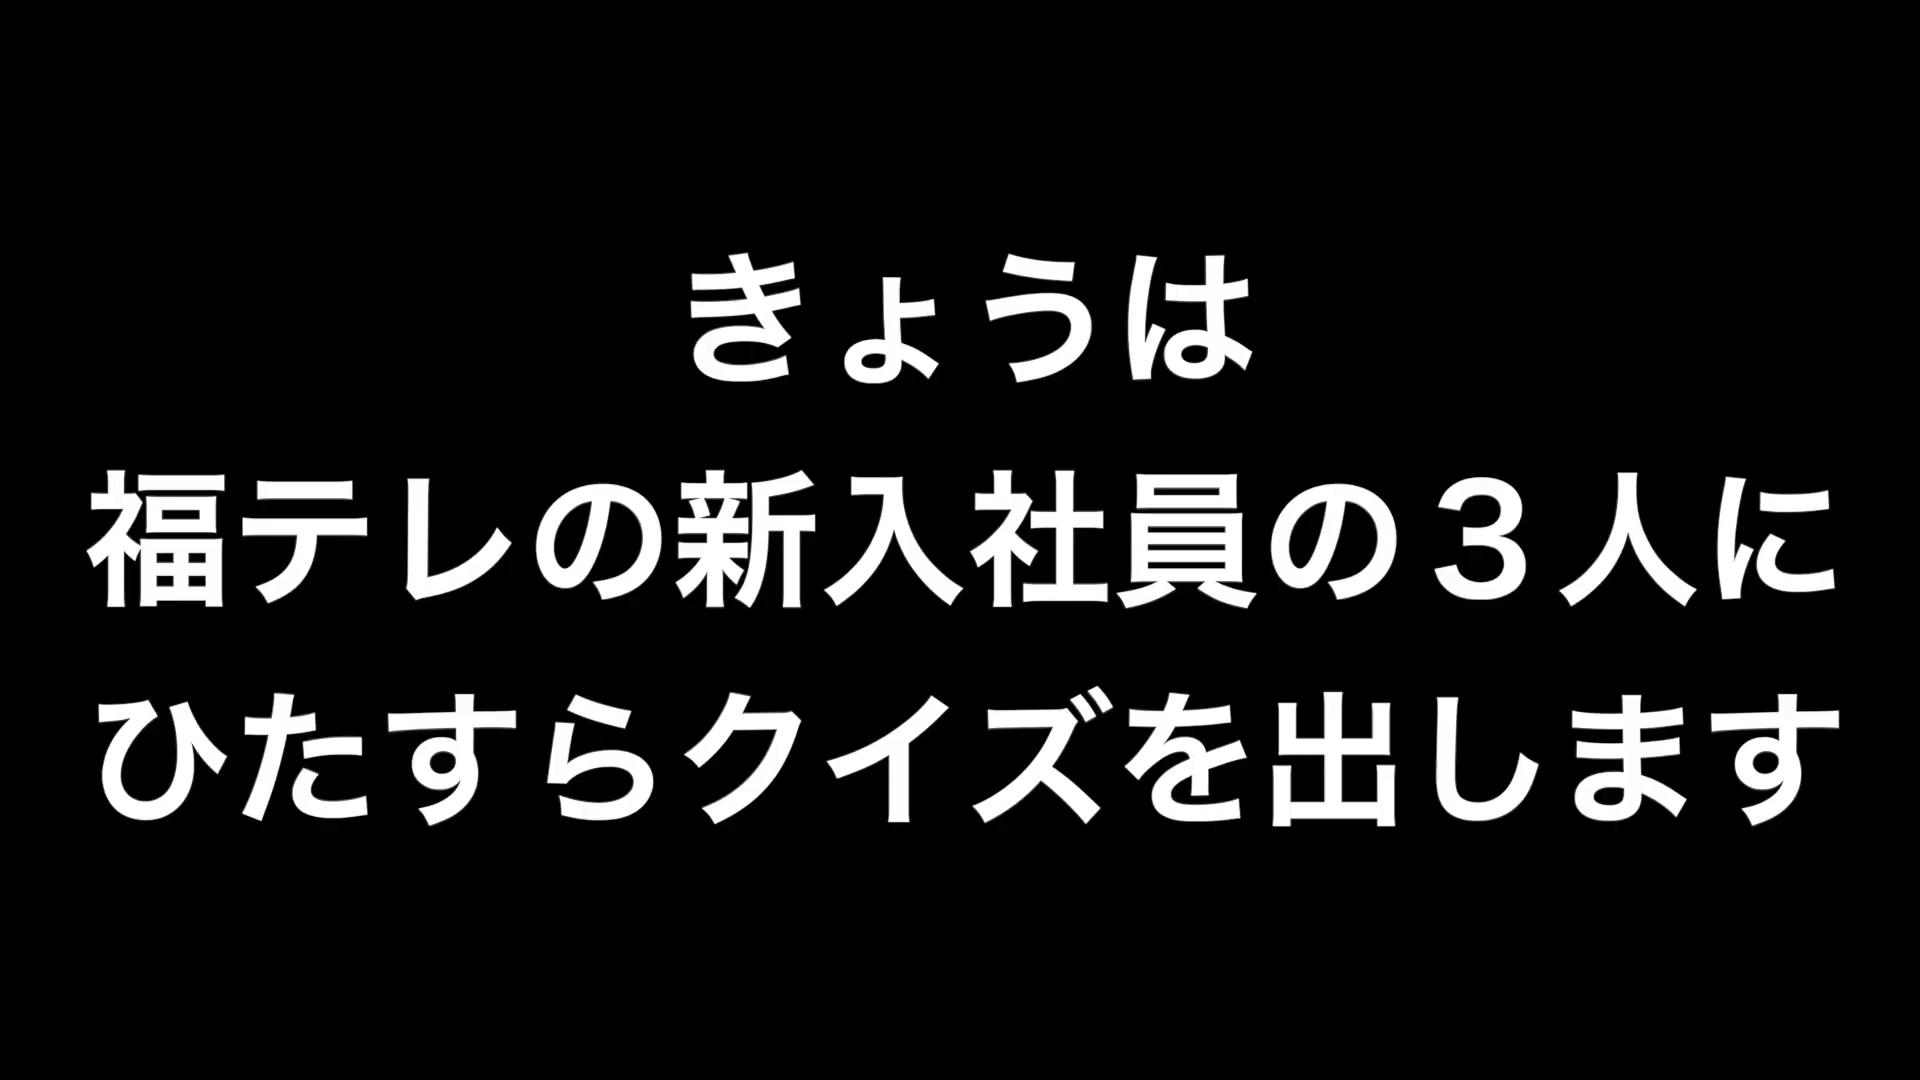 きょうは
福テレの新入社員の３人に
ひたすらクイズを出します